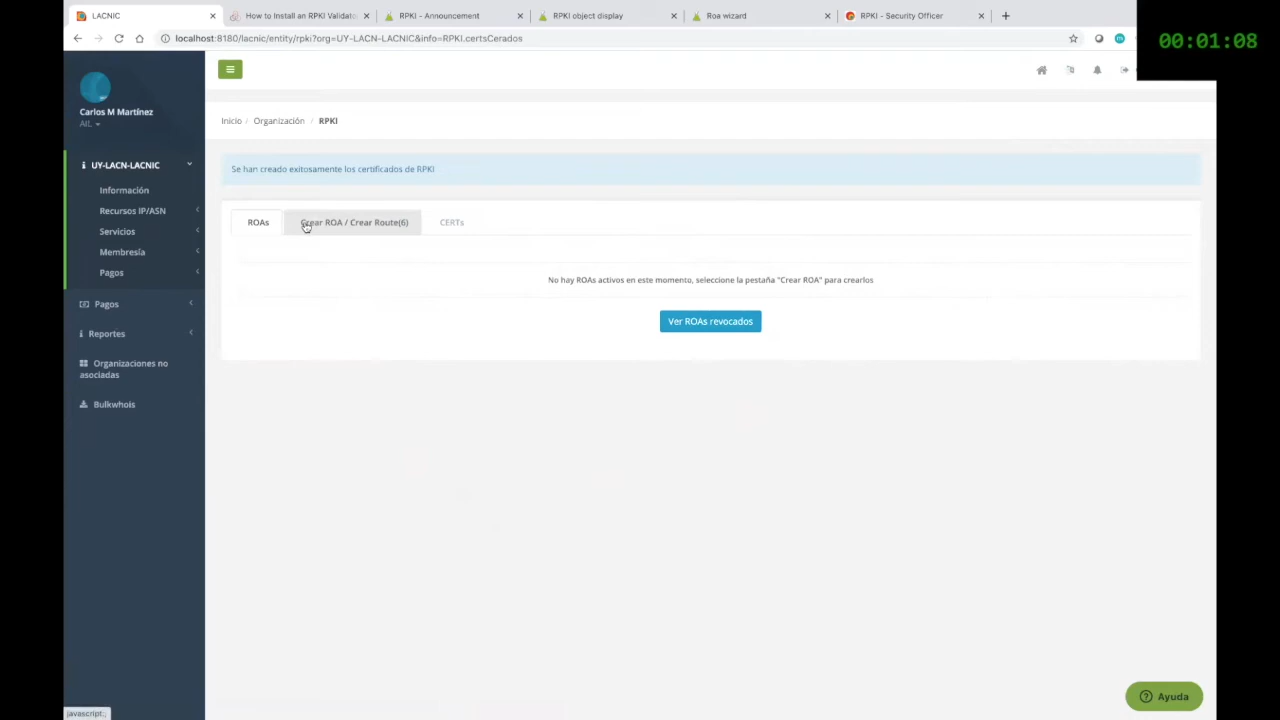 LACNIC
How to Install an RPKI Validato
RPKI - Announcement
RPKI object display
Roa wizard
RPKI - Security Officer
00:01:08
localhost:8180/lacnic/entity/rpki?org=UY-LACN-LACNIC&info=RPKI.certsCerados
Carlos M Martínez
AIL
UY-LACN-LACNIC
Información
Recursos IP/ASN
Servicios
Membresía
Pagos
Pagos
Reportes
Organizaciones no
asociadas
Bulkwhois
Inicio / Organización / RPKI
Se han creado exitosamente los certificados de RPKI
ROAs
Crear ROA / Crear Route(6)
CERTs
No hay ROAs activos en este momento, seleccione la pestaña "Crear ROA" para crearlos
Ver ROAs revocados
Ayuda
javascript:;